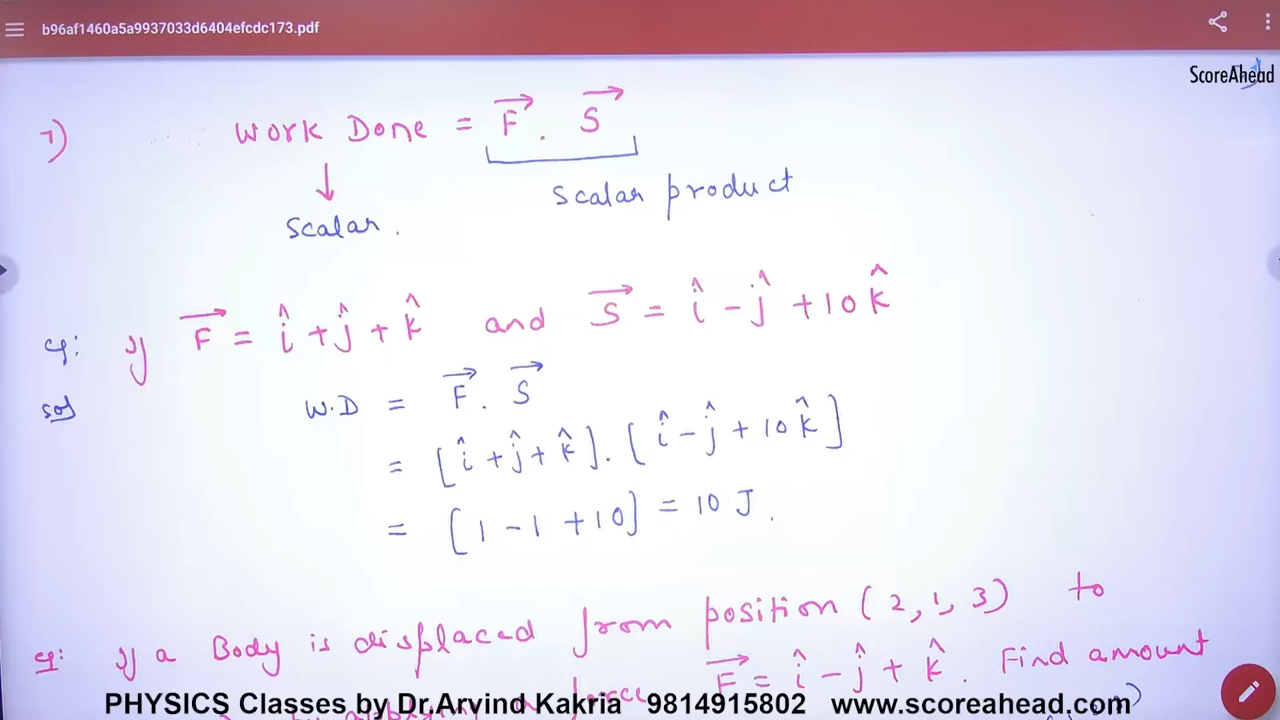 b96af1460a5a9937033d6404efcdc173.pdf
ScoreAhead
7) Work Done = F⃗ . S⃗
Scalar product
Scalar .
eg: If F⃗ = î + ĵ + k̂ and S⃗ = î - ĵ + 10 k̂
sol W.D = F⃗ . S⃗
= [î + ĵ + k̂] . [î - ĵ + 10 k̂]
= [1 - 1 + 10] = 10 J .
eg: If a Body is displaced from position (2, 1, 3) to
F⃗ = î - ĵ + k̂ . Find amount
PHYSICS Classes by Dr.Arvind Kakria 9814915802 www.scoreahead.com